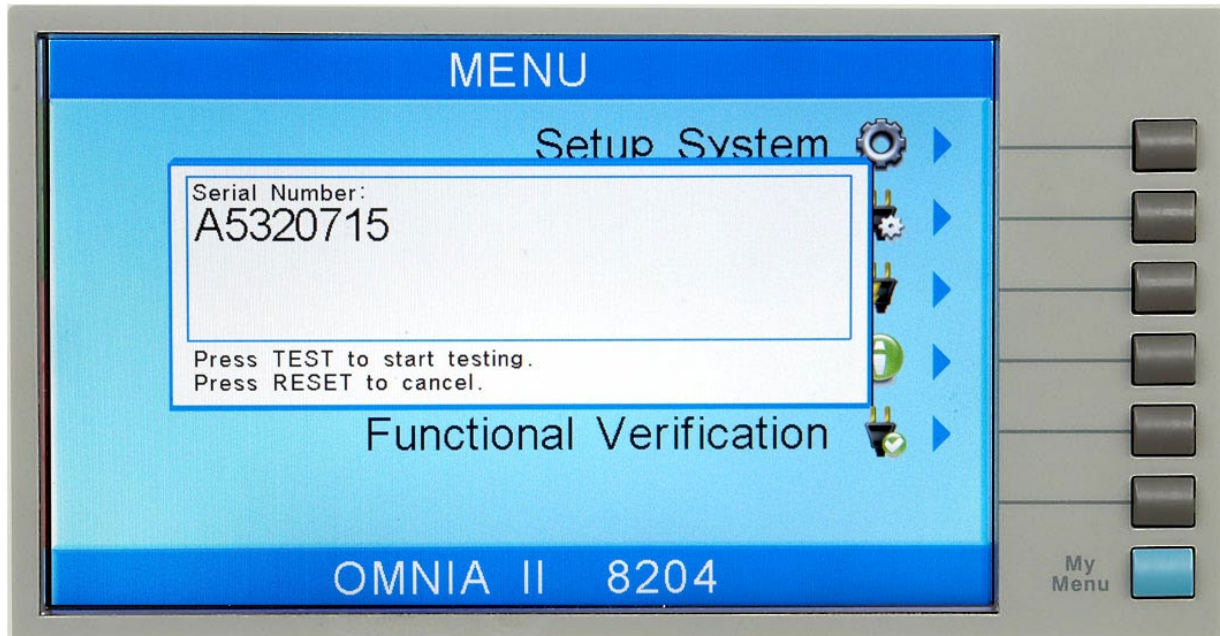 MENU
Setup System
Serial Number:
A5320715
Press TEST to start testing.
Press RESET to cancel.
Functional Verification
OMNIA II 8204
My
Menu